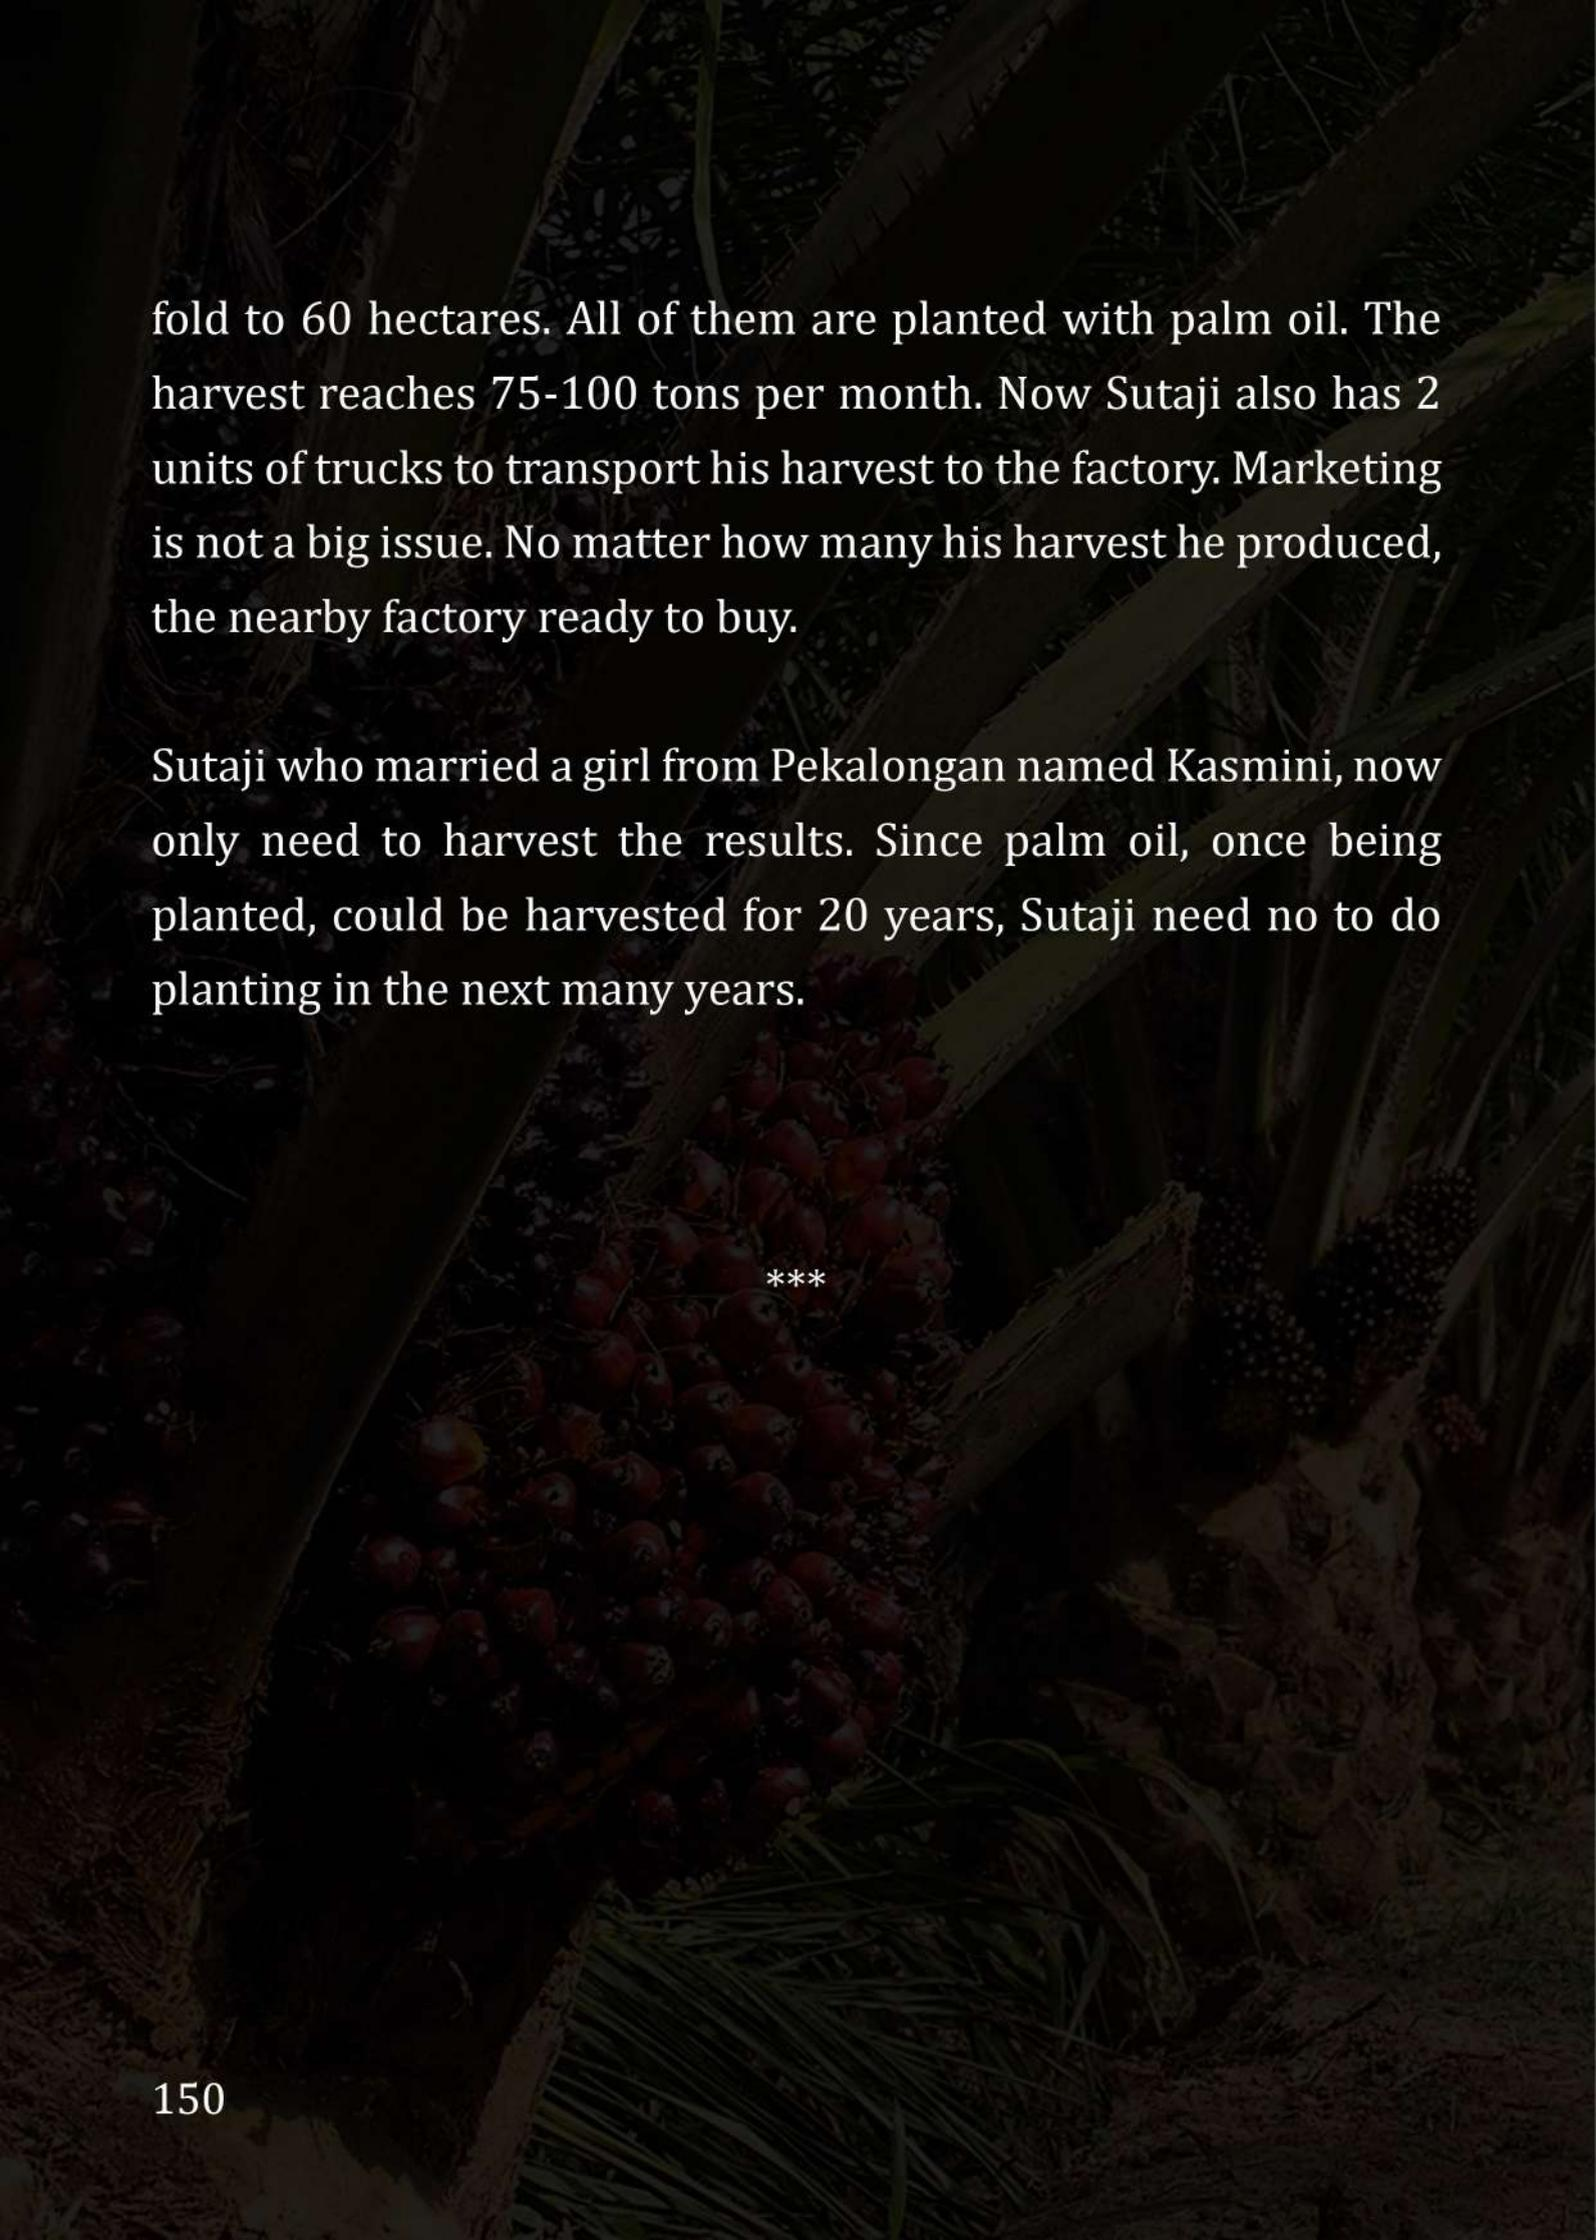 fold to 60 hectares. All of them are planted with palm oil. The
harvest reaches 75-100 tons per month. Now Sutaji also has 2
units of trucks to transport his harvest to the factory. Marketing
is not a big issue. No matter how many his harvest he produced,
the nearby factory ready to buy.
Sutaji who married a girl from Pekalongan named Kasmini, now
only need to harvest the results. Since palm oil, once being
planted, could be harvested for 20 years, Sutaji need no to do
planting in the next many years.
***
150